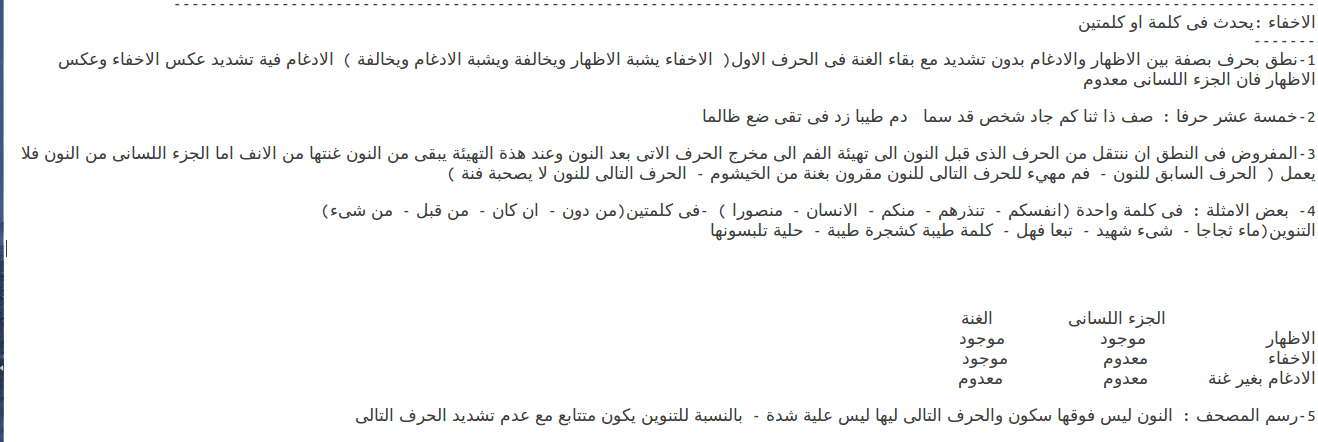 ------------------------------------------------------------------------------------------------------------------------
الاخفاء :يحدث فى كلمة او كلمتين
-------
1-نطق بحرف بصفة بين الاظهار والادغام بدون تشديد مع بقاء الغنة فى الحرف الاول( الاخفاء يشبة الاظهار ويخالفة ويشبة الادغام ويخالفة ) الادغام فية تشديد عكس الاخفاء وعكس
الاظهار فان الجزء اللسانى معدوم
2-خمسة عشر حرفا : صف ذا ثنا كم جاد شخص قد سما  دم طيبا زد فى تقى ضع ظالما
3-المفروض فى النطق ان ننتقل من الحرف الذى قبل النون الى تهيئة الفم الى مخرج الحرف الاتى بعد النون وعند هذة التهيئة يبقى من النون غنتها من الانف اما الجزء اللسانى من النون فلا
يعمل ( الحرف السابق للنون - فم مهيء للحرف التالى للنون مقرون بغنة من الخيشوم - الحرف التالى للنون لا يصحبة فنة )
4- بعض الامثلة : فى كلمة واحدة (انفسكم - تنذرهم - منكم - الانسان - منصورا ) -فى كلمتين(من دون - ان كان - من قبل - من شىء)
التنوين(ماء ثجاجا - شىء شهيد - تبعا فهل - كلمة طيبة كشجرة طيبة - حلية تلبسونها
الجزء اللسانى الغنة
الاظهار موجود موجود
الاخفاء معدوم موجود
الادغام بغير غنة معدوم معدوم
5-رسم المصحف : النون ليس فوقها سكون والحرف التالى ليها ليس علية شدة - بالنسبة للتنوين يكون متتابع مع عدم تشديد الحرف التالى